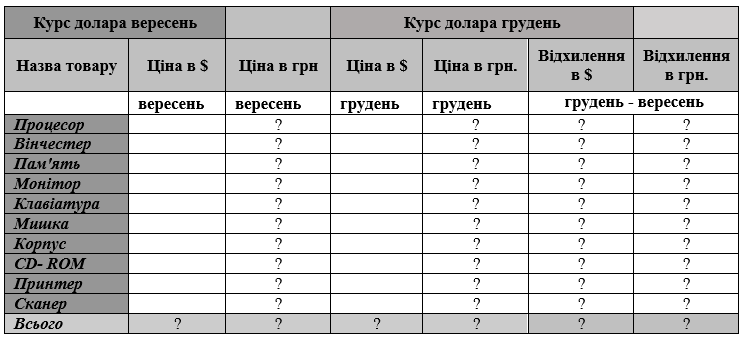 Курс долара вересень Курс долара грудень
Назва товару Ціна в $ Ціна в грн Ціна в $ Ціна в грн. Відхилення в $ Відхилення в грн.
вересень вересень грудень грудень грудень - вересень
Процесор ? ? ? ?
Вінчестер ? ? ? ?
Пам'ять ? ? ? ?
Монітор ? ? ? ?
Клавіатура ? ? ? ?
Мишка ? ? ? ?
Корпус ? ? ? ?
CD- ROM ? ? ? ?
Принтер ? ? ? ?
Сканер ? ? ? ?
Всього ? ? ? ? ? ?